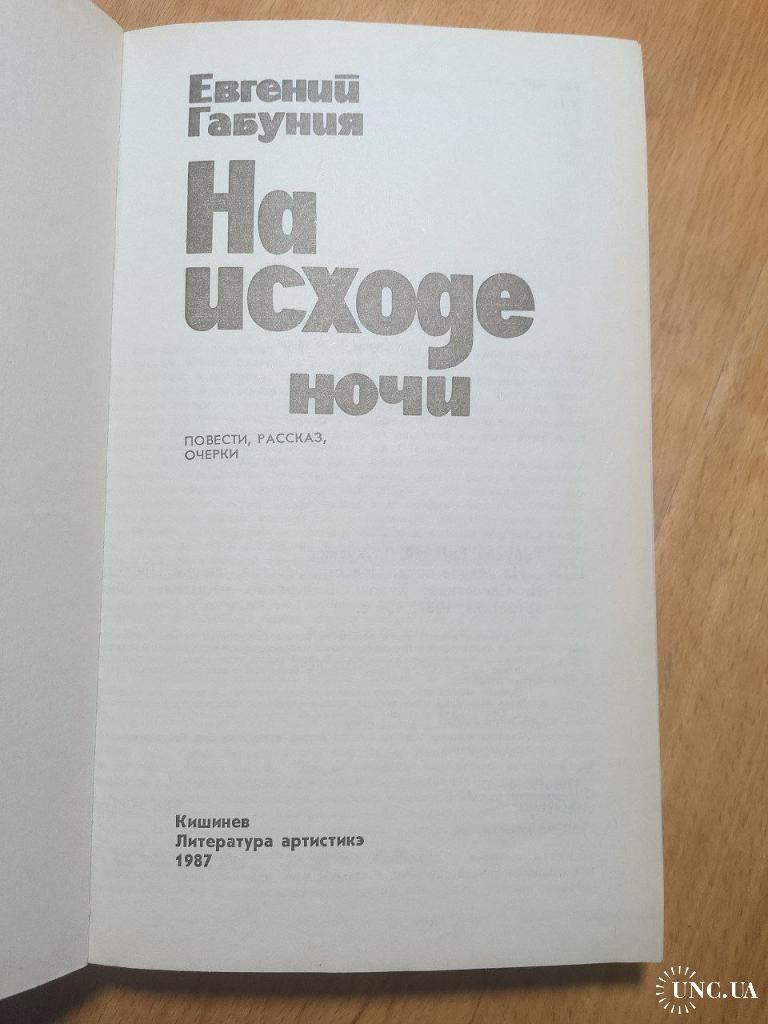 Евгений
Габуния
На
исходе
ночи
ПОВЕСТИ, РАССКАЗ,
ОЧЕРКИ
Кишинев
Литература артистикэ
1987
UNC.UA